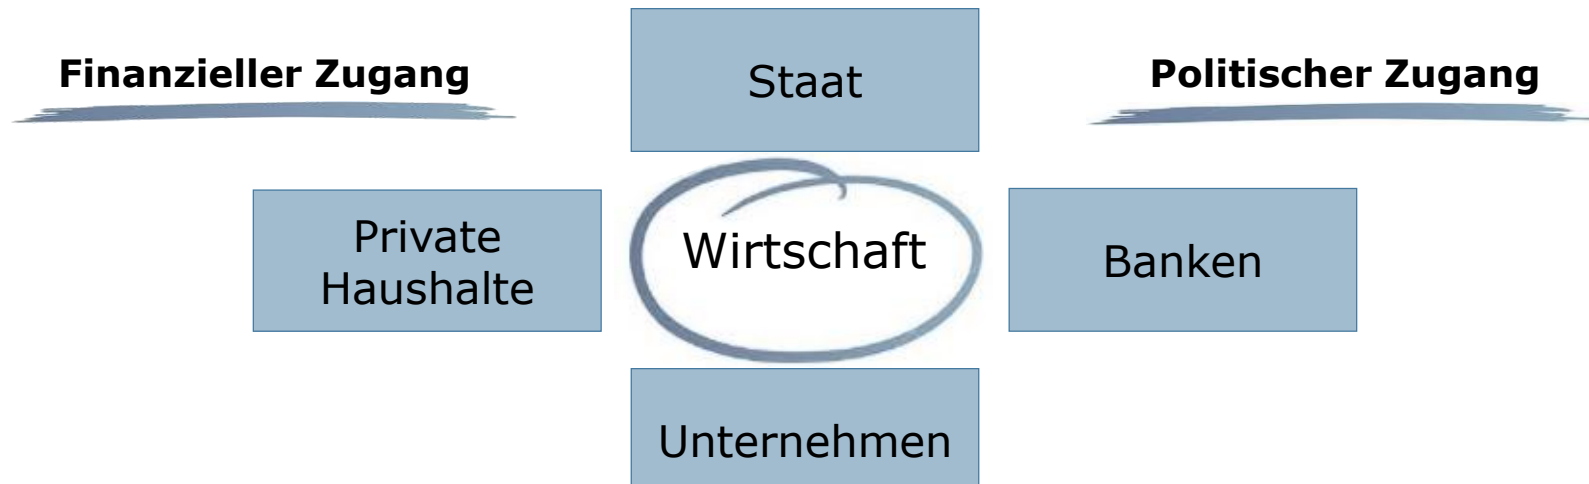 Finanzieller Zugang
Staat
Politischer Zugang
Private
Haushalte
Wirtschaft
Banken
Unternehmen